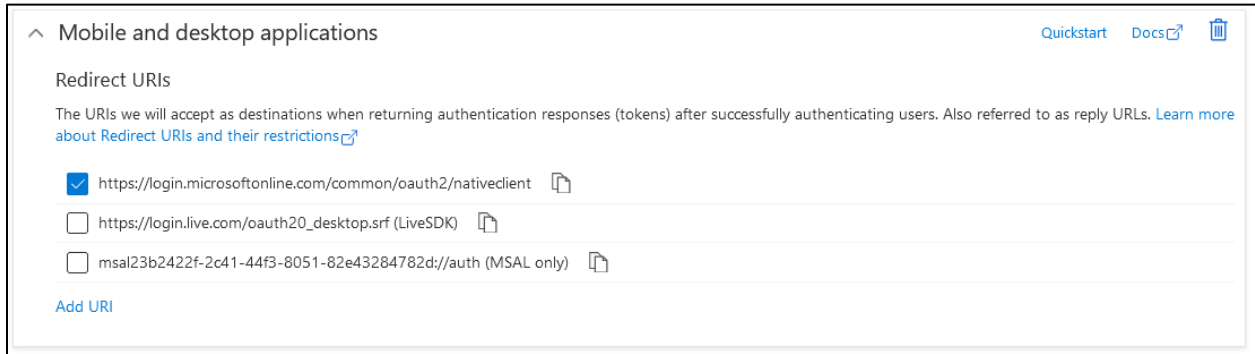 Mobile and desktop applications
Quickstart
Docs
Redirect URIs
The URIs we will accept as destinations when returning authentication responses (tokens) after successfully authenticating users. Also referred to as reply URLs. Learn more
about Redirect URIs and their restrictions
https://login.microsoftonline.com/common/oauth2/nativeclient
https://login.live.com/oauth20_desktop.srf (LiveSDK)
msal23b2422f-2c41-44f3-8051-82e43284782d://auth (MSAL only)
Add URI